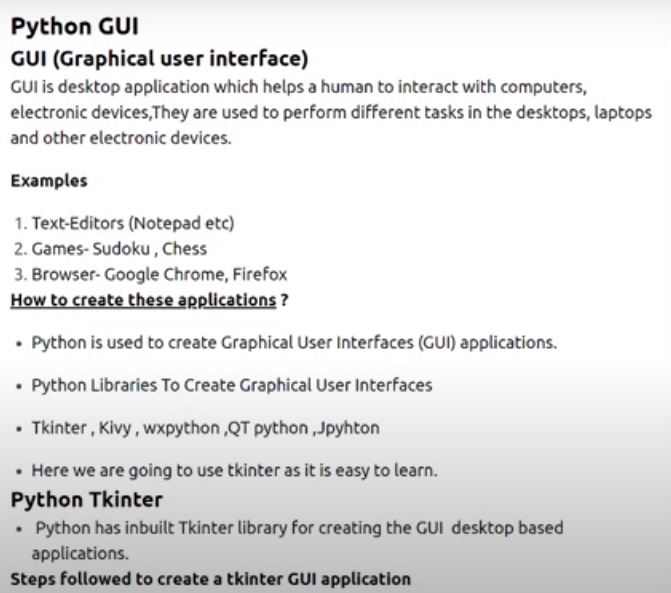 Python GUI
GUI (Graphical user interface)
GUI is desktop application which helps a human to interact with computers,
electronic devices,They are used to perform different tasks in the desktops, laptops
and other electronic devices.
Examples
1. Text-Editors (Notepad etc)
2. Games- Sudoku , Chess
3. Browser- Google Chrome, Firefox
How to create these applications ?
• Python is used to create Graphical User Interfaces (GUI) applications.
• Python Libraries To Create Graphical User Interfaces
• Tkinter , Kivy , wxpython ,QT python ,Jpyhton
• Here we are going to use tkinter as it is easy to learn.
Python Tkinter
• Python has inbuilt Tkinter library for creating the GUI desktop based
applications.
Steps followed to create a tkinter GUI application